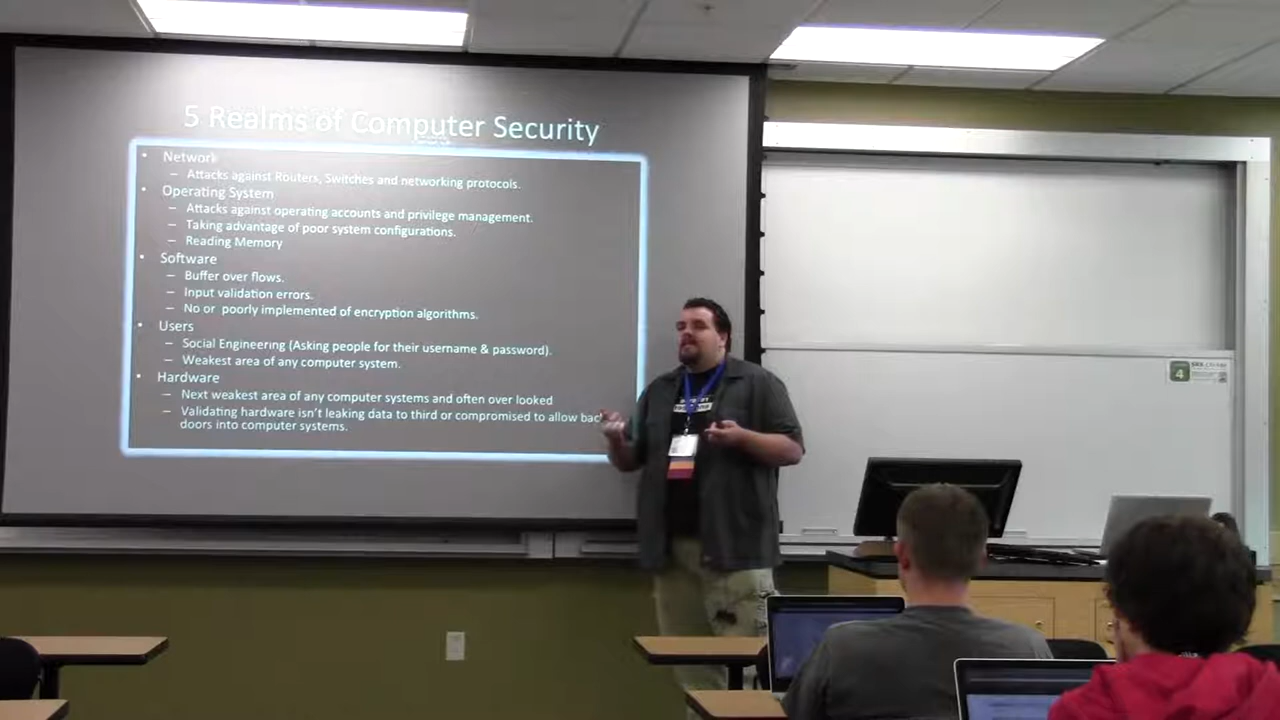 5 Realms of Computer Security
• Network
– Attacks against Routers, Switches and networking protocols.
• Operating System
– Attacks against operating accounts and privilege management.
– Taking advantage of poor system configurations.
– Reading Memory
• Software
– Buffer over flows.
– Input validation errors.
– No or poorly implemented of encryption algorithms.
• Users
– Social Engineering (Asking people for their username & password).
– Weakest area of any computer system.
• Hardware
– Next weakest area of any computer systems and often over looked
– Validating hardware isn't leaking data to third or compromised to allow bac
doors into computer systems.
4